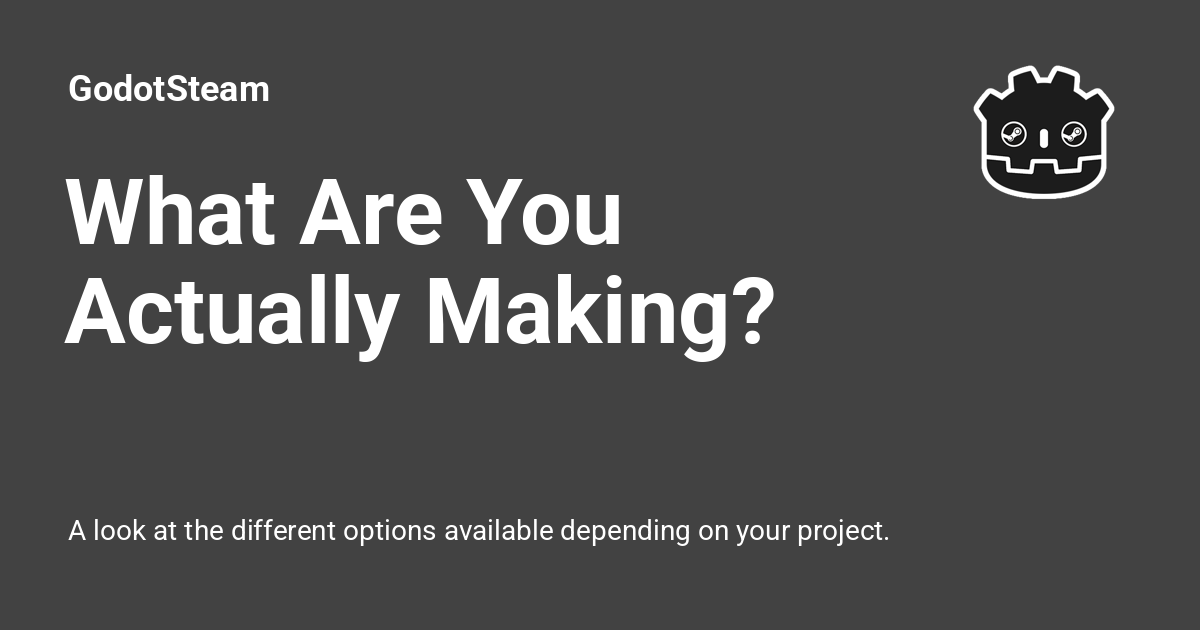 GodotSteam
What Are You
Actually Making?
A look at the different options available depending on your project.